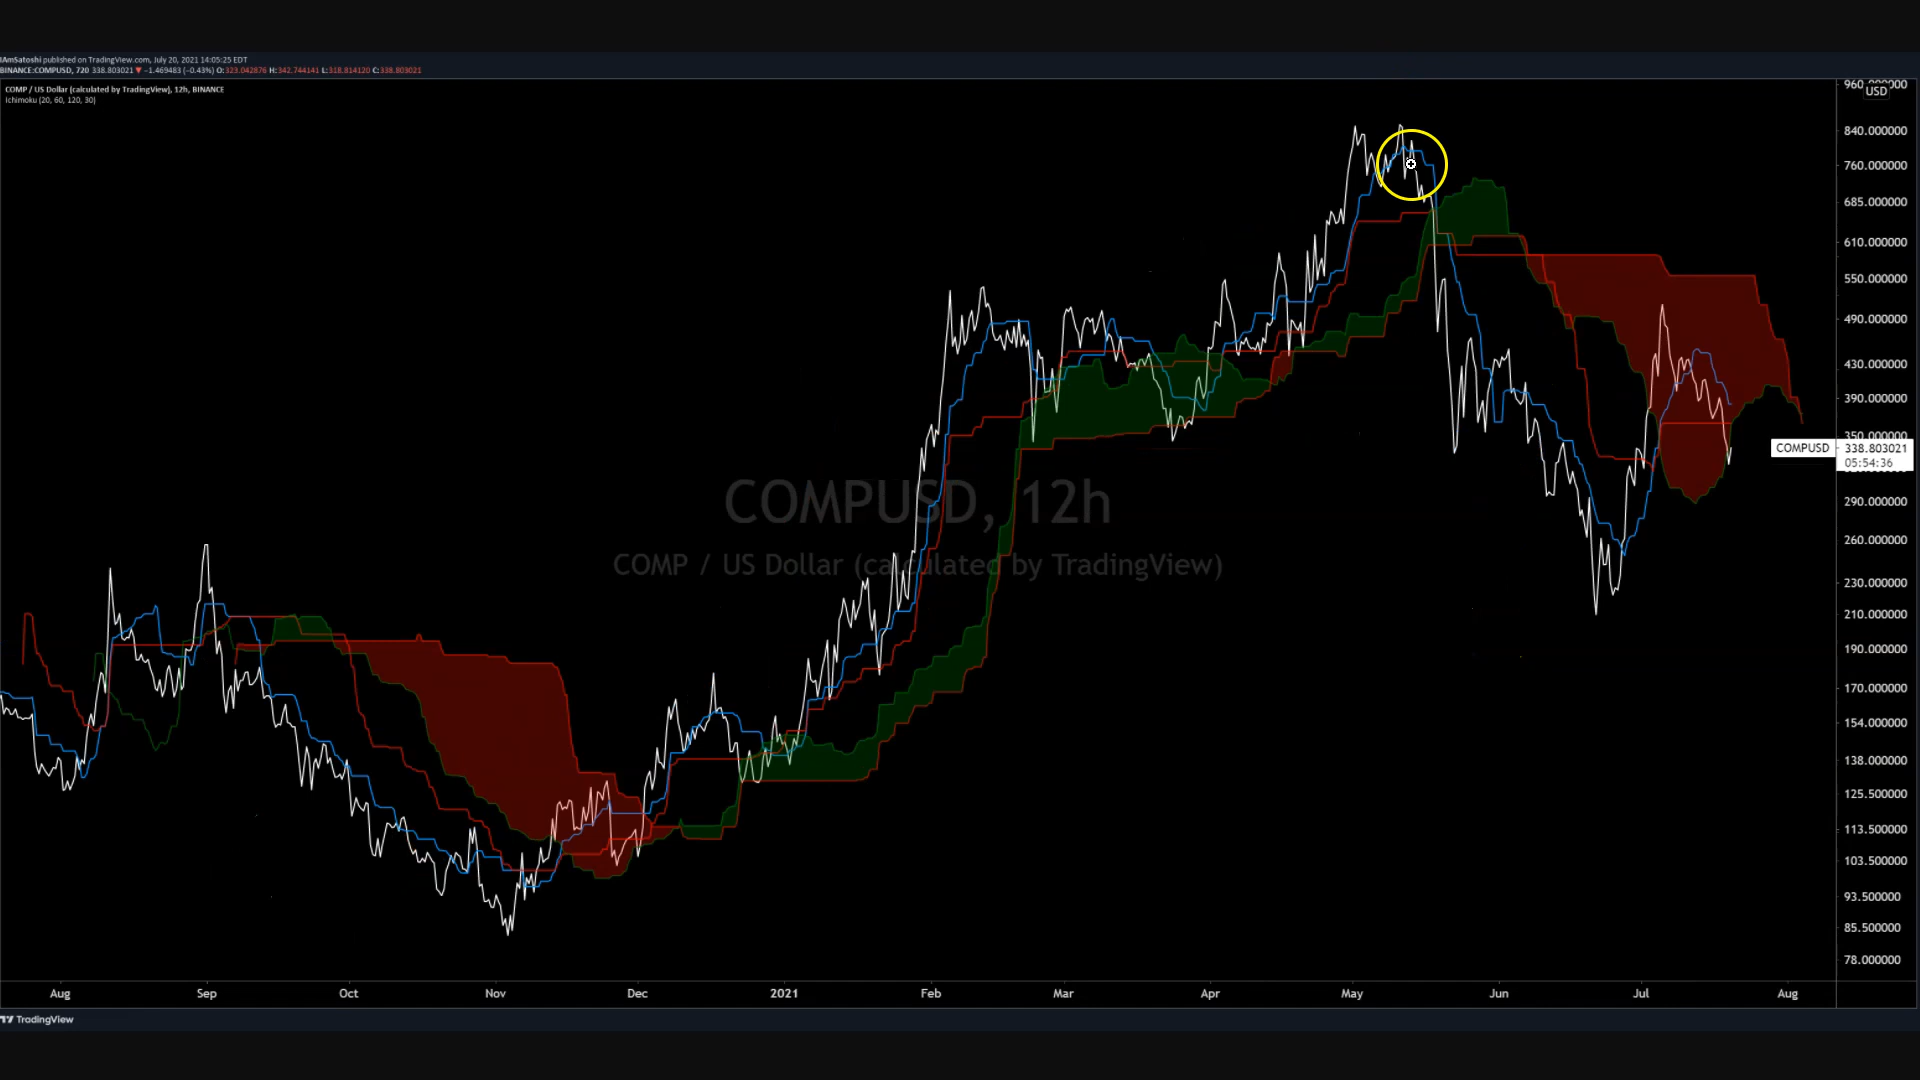 IAmSatoshi published on TradingView.com, July 20, 2021 14:05:25 EDT
BINANCE:COMPUSD, 720 338.803021 ▼ −1.469483 (−0.43%) O:323.042876 H:342.744141 L:318.814120 C:338.803021
COMP / US Dollar (calculated by TradingView), 12h, BINANCE
Ichimoku (20, 60, 120, 30)
USD
840.000000
760.000000
685.000000
610.000000
550.000000
490.000000
430.000000
390.000000
350.000000
COMPUSD
338.803021
05:54:36
290.000000
260.000000
230.000000
210.000000
190.000000
170.000000
154.000000
138.000000
125.500000
113.500000
103.500000
93.500000
85.500000
78.000000
COMPUSD, 12h
COMP / US Dollar (calculated by TradingView)
Aug Sep Oct Nov Dec 2021 Feb Mar Apr May Jun Jul Aug
TradingView